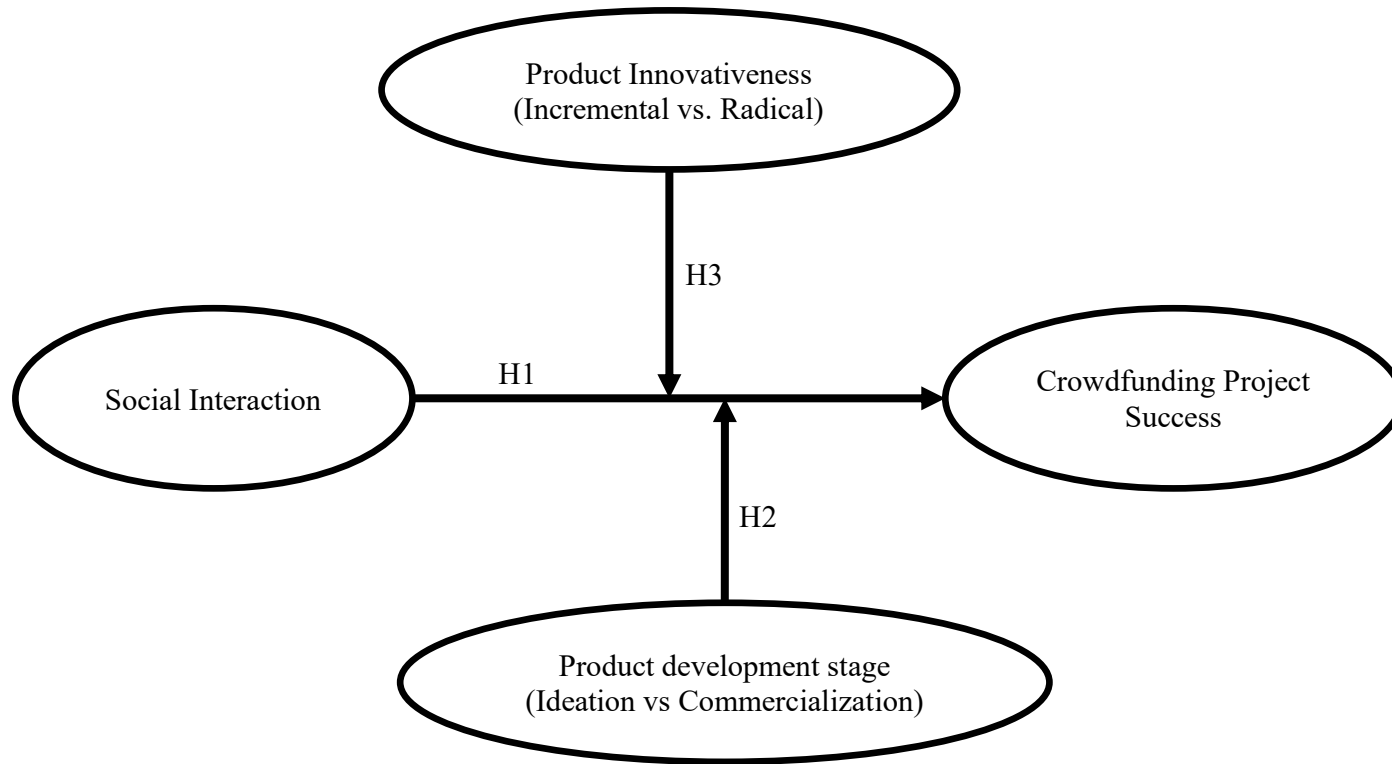 Product Innovativeness
(Incremental vs. Radical)
H3
H1
Social Interaction
Crowdfunding Project
Success
H2
Product development stage
(Ideation vs Commercialization)